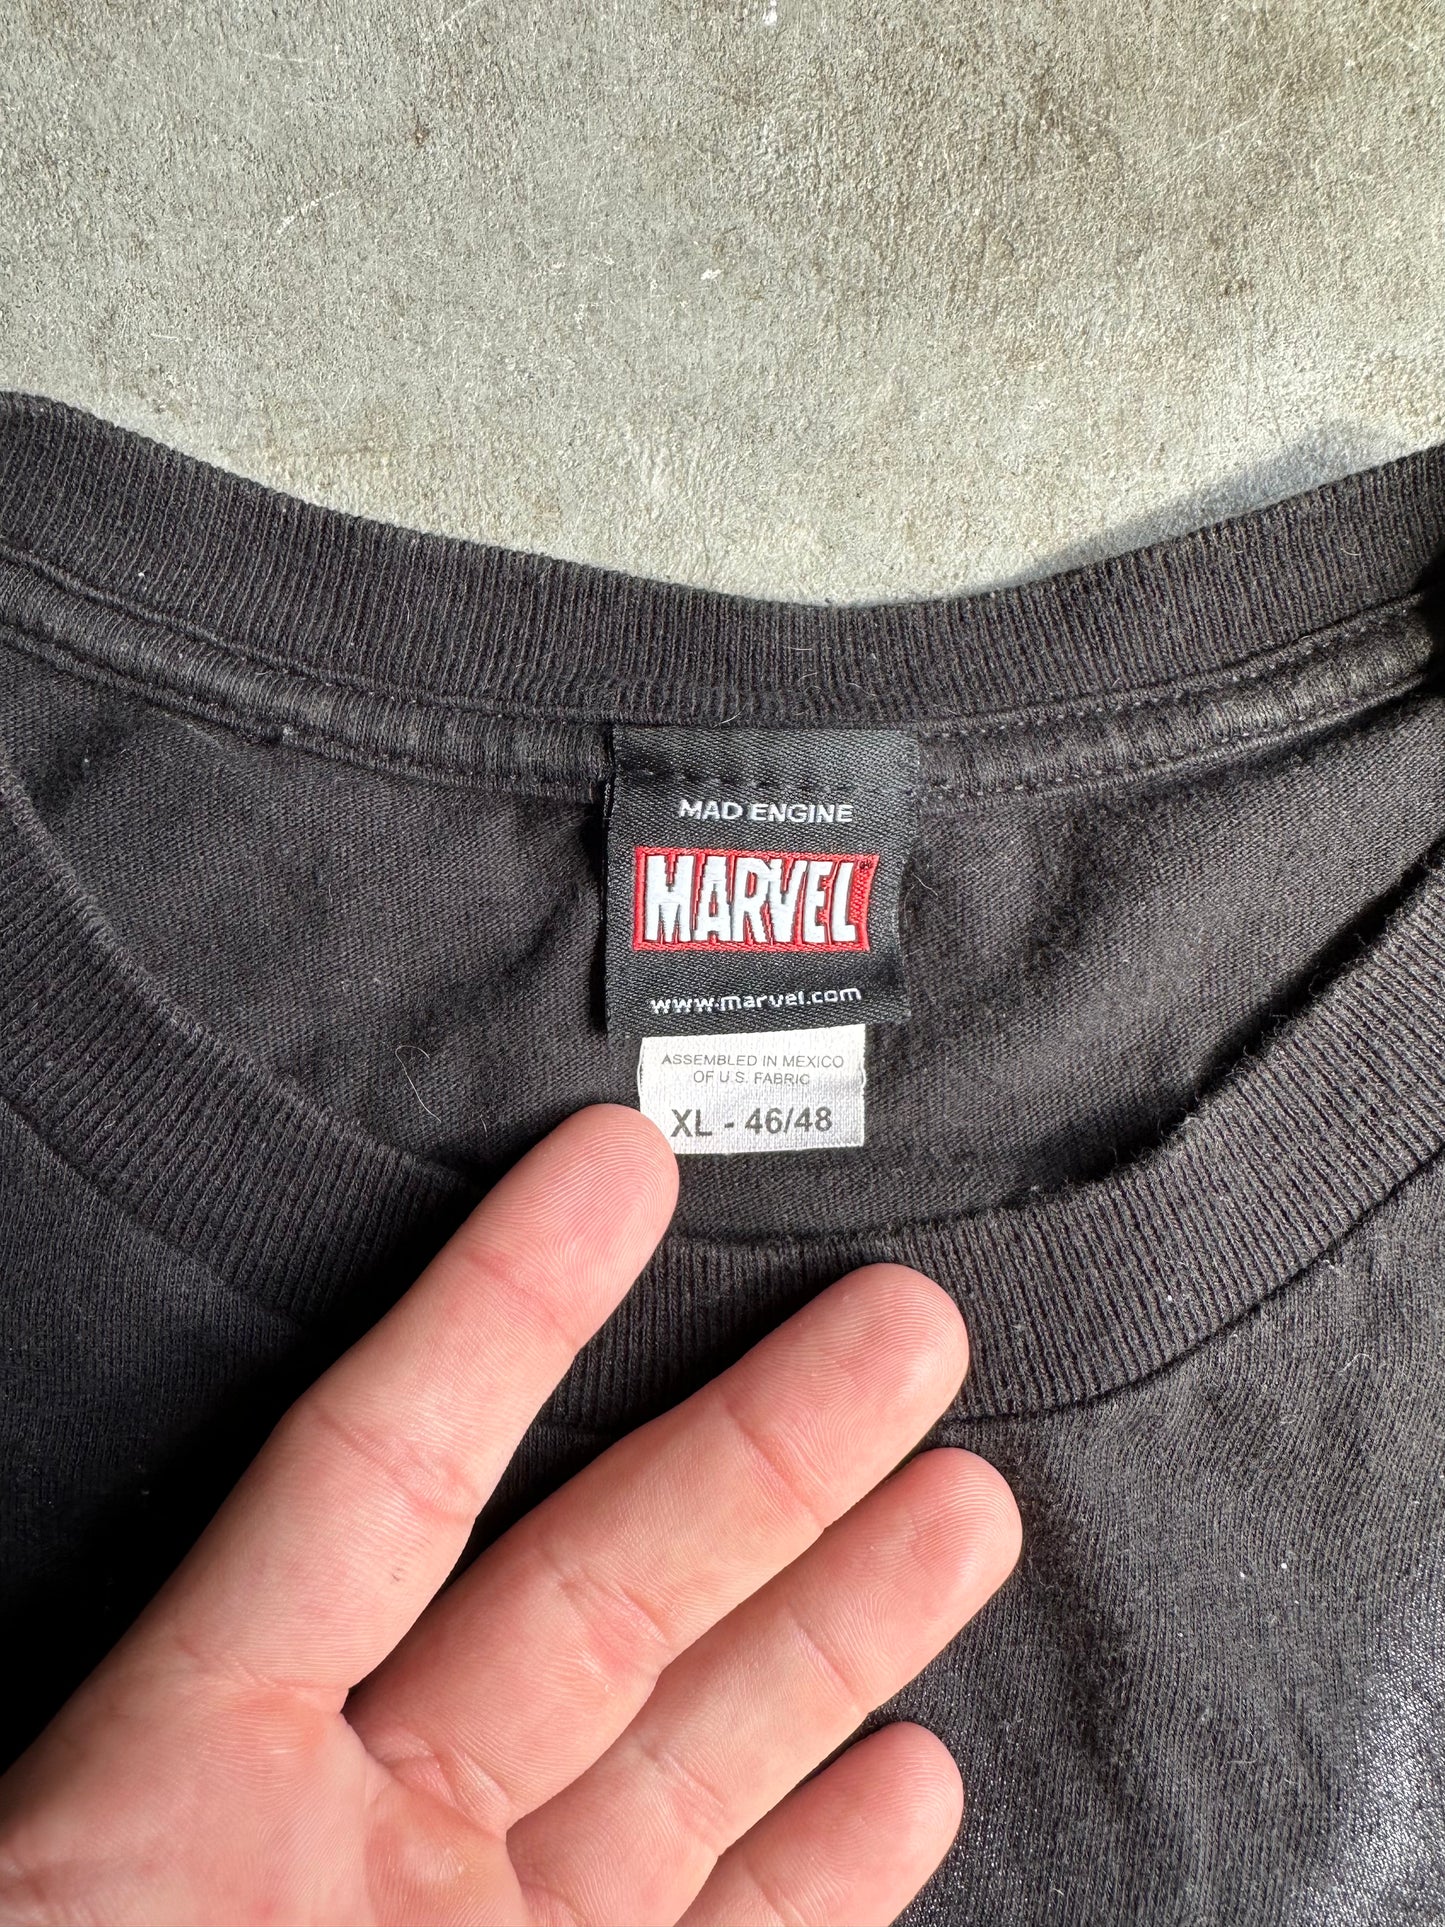 MAD ENGINE
MARVEL®
www.marvel.com
ASSEMBLED IN MEXICO
OF U.S. FABRIC
XL - 46/48